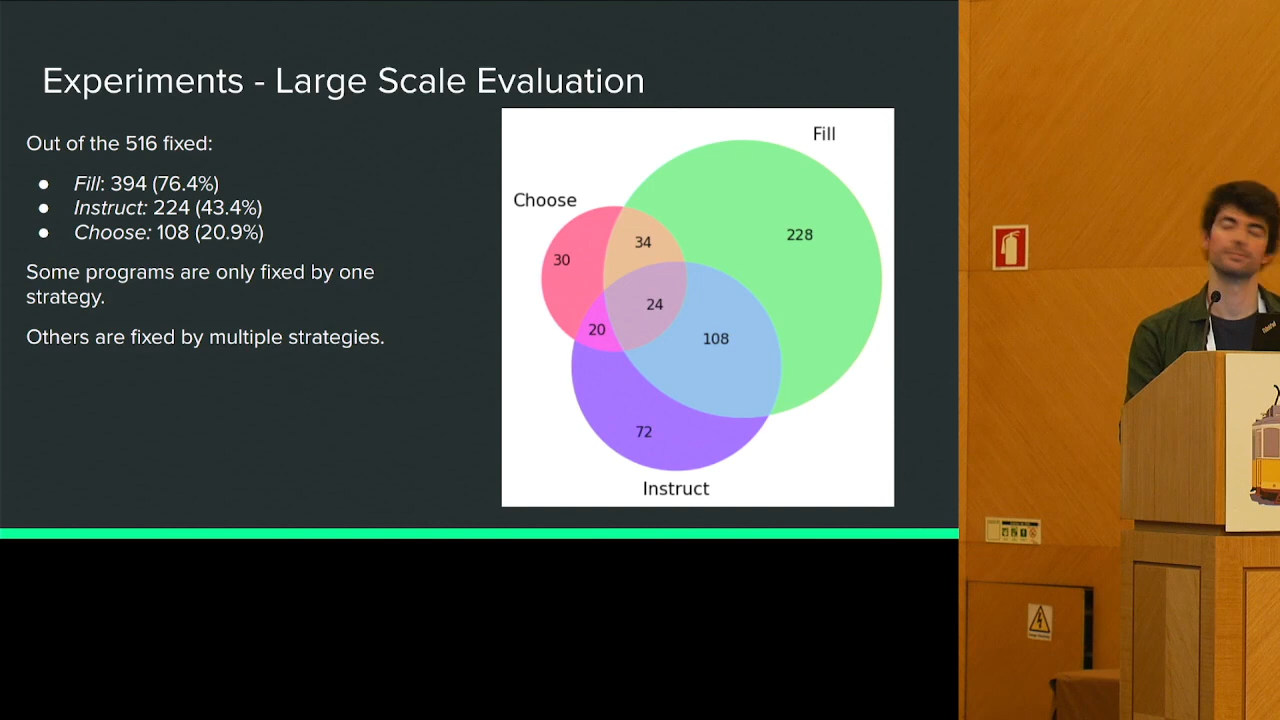 Experiments - Large Scale Evaluation
Out of the 516 fixed:
● Fill: 394 (76.4%)
● Instruct: 224 (43.4%)
● Choose: 108 (20.9%)
Some programs are only fixed by one
strategy.
Others are fixed by multiple strategies.
Fill
Choose
34
228
30
24
20
108
72
Instruct